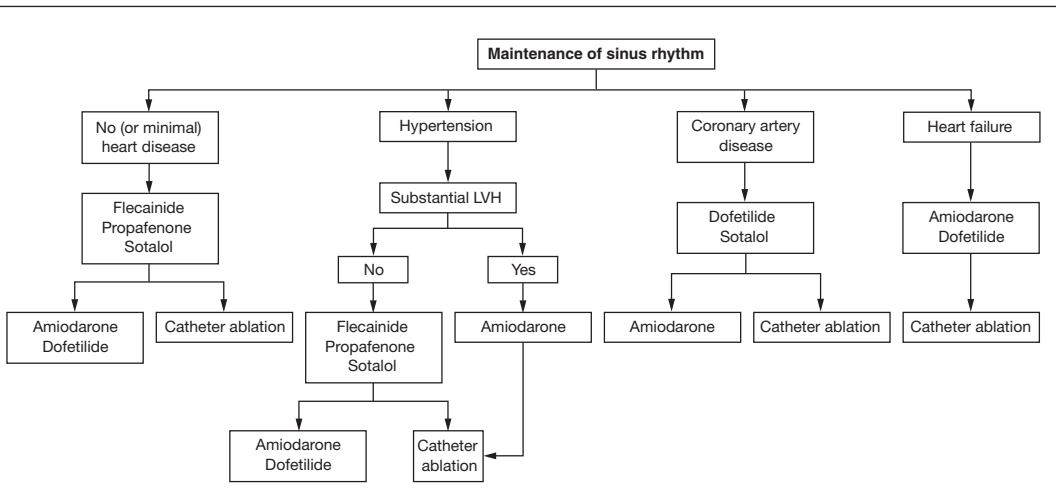 Maintenance of sinus rhythm
No (or minimal)
heart disease
Flecainide
Propafenone
Sotalol
Amiodarone
Dofetilide
Catheter ablation
Hypertension
Substantial LVH
No
Yes
Flecainide
Propafenone
Sotalol
Amiodarone
Amiodarone
Dofetilide
Catheter
ablation
Coronary artery
disease
Dofetilide
Sotalol
Amiodarone
Catheter ablation
Heart failure
Amiodarone
Dofetilide
Catheter ablation